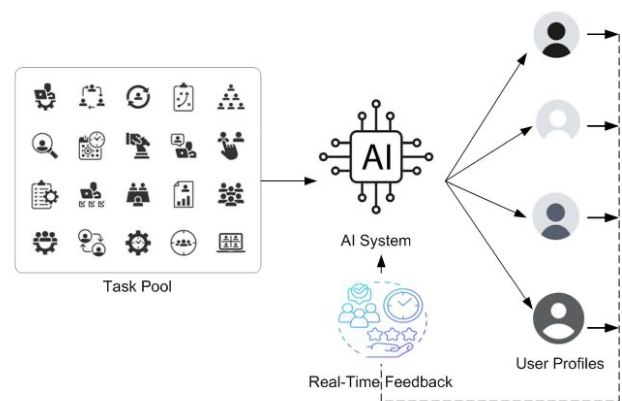 Task Pool
AI
AI System
Real-Time Feedback
User Profiles